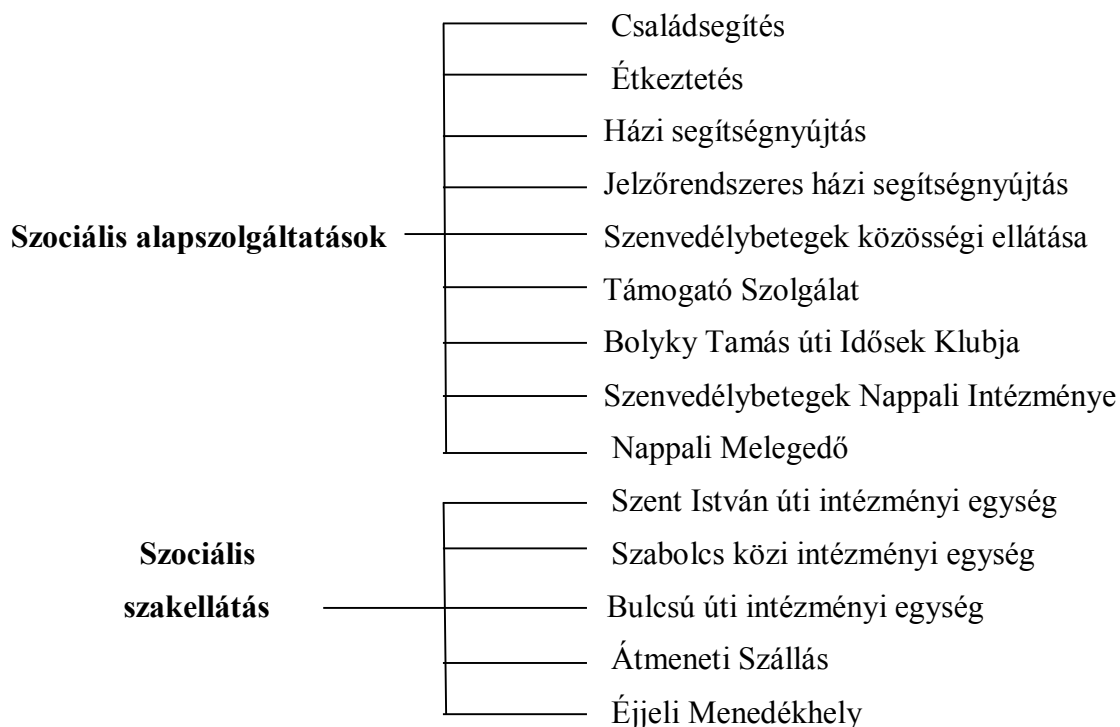 Családsegítés
Étkeztetés
Házi segítségnyújtás
Jelzőrendszeres házi segítségnyújtás
Szociális alapszolgáltatások
Szenvedélybetegek közösségi ellátása
Támogató Szolgálat
Bolyky Tamás úti Idősek Klubja
Szenvedélybetegek Nappali Intézménye
Nappali Melegedő
Szent István úti intézményi egység
Szociális
szakellátás
Szabolcs közi intézményi egység
Bulcsú úti intézményi egység
Átmeneti Szállás
Éjjeli Menedékhely